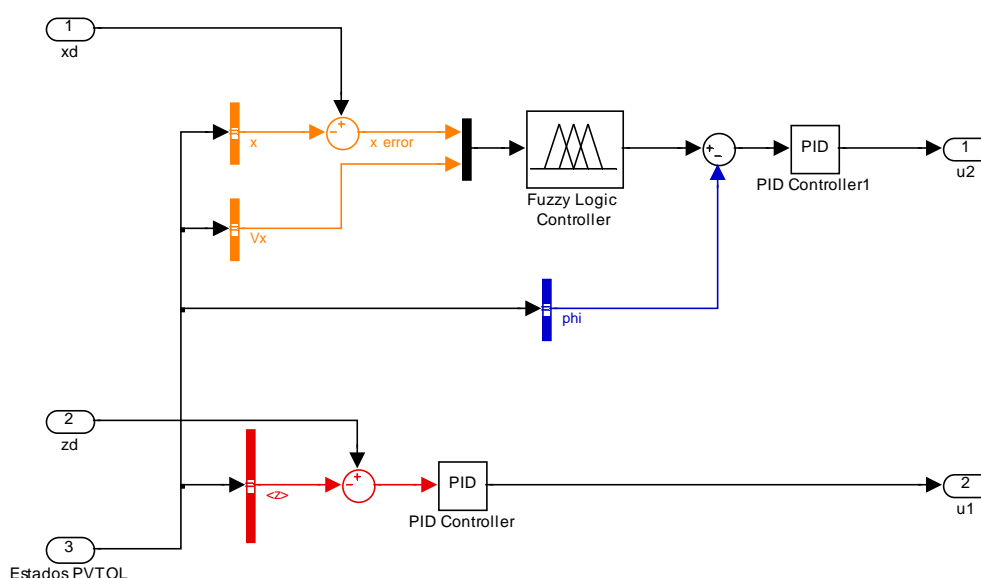 1
xd
+
-
x
x error
Vx
Fuzzy Logic
Controller
+
-
PID
PID Controller1
1
u2
phi
2
zd
+
-
<z>
PID
PID Controller
2
u1
3
Estados PVTOL